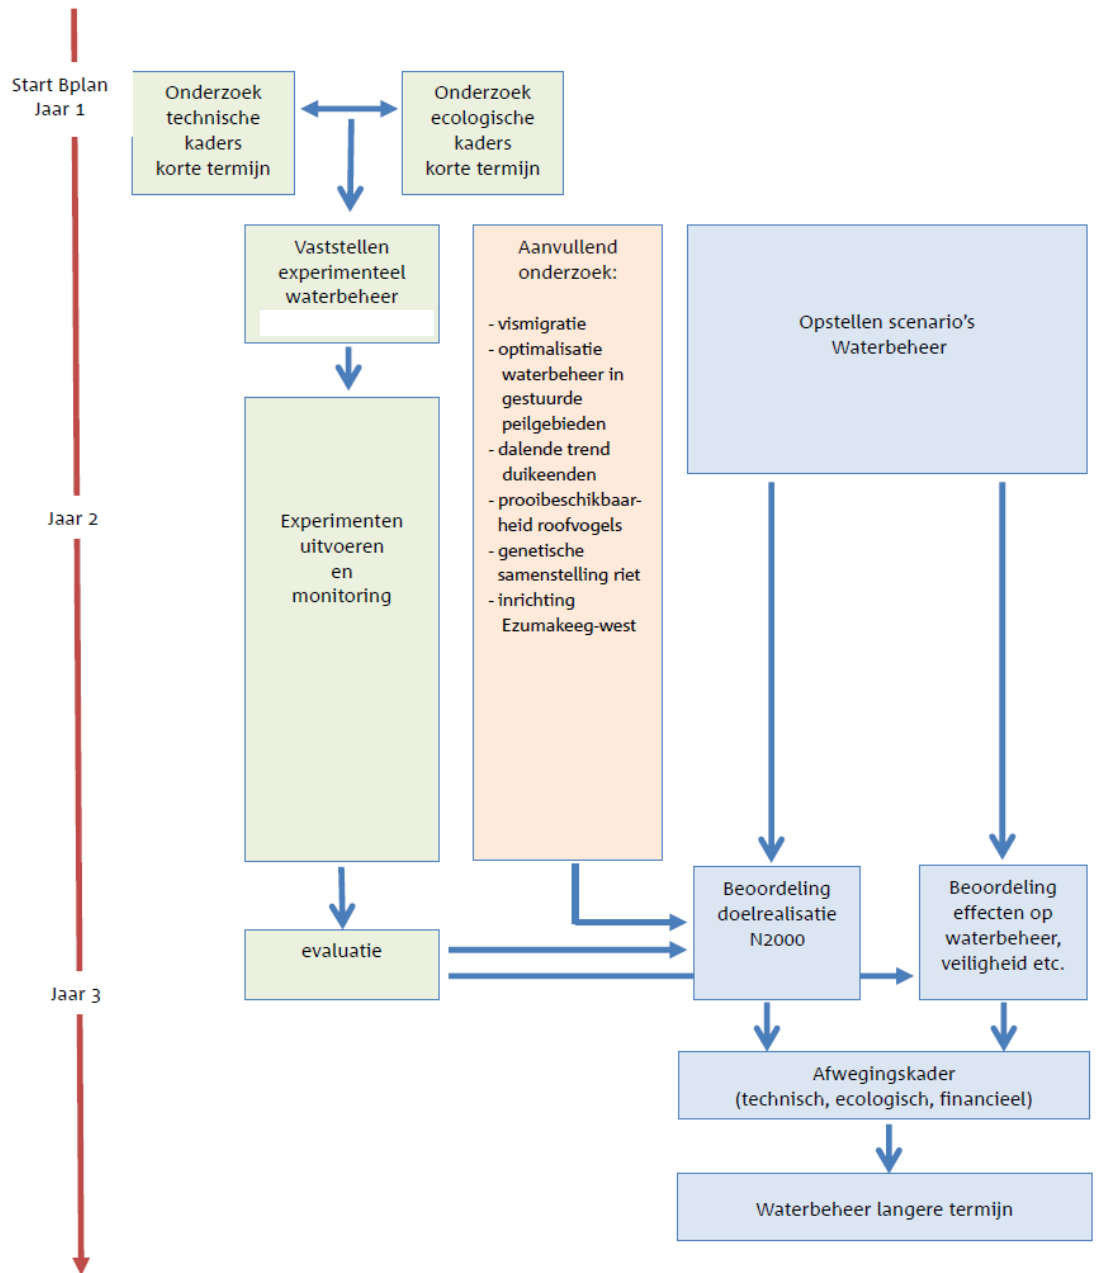 Start Bplan
Jaar 1
Onderzoek
technische
kaders
korte termijn
Onderzoek
ecologische
kaders
korte termijn
Vaststellen
experimenteel
waterbeheer
Aanvullend
onderzoek:
- vismigratie
- optimalisatie
waterbeheer in
gestuurde
peilgebieden
- dalende trend
duikeenden
- prooibeschikbaar-
heid roofvogels
- genetische
samenstelling riet
- inrichting
Ezumakeeg-west
Opstellen scenario's
Waterbeheer
Jaar 2
Experimenten
uitvoeren
en
monitoring
Beoordeling
doelrealisatie
N2000
Beoordeling
effecten op
waterbeheer,
veiligheid etc.
evaluatie
Jaar 3
Afwegingskader
(technisch, ecologisch, financieel)
Waterbeheer langere termijn